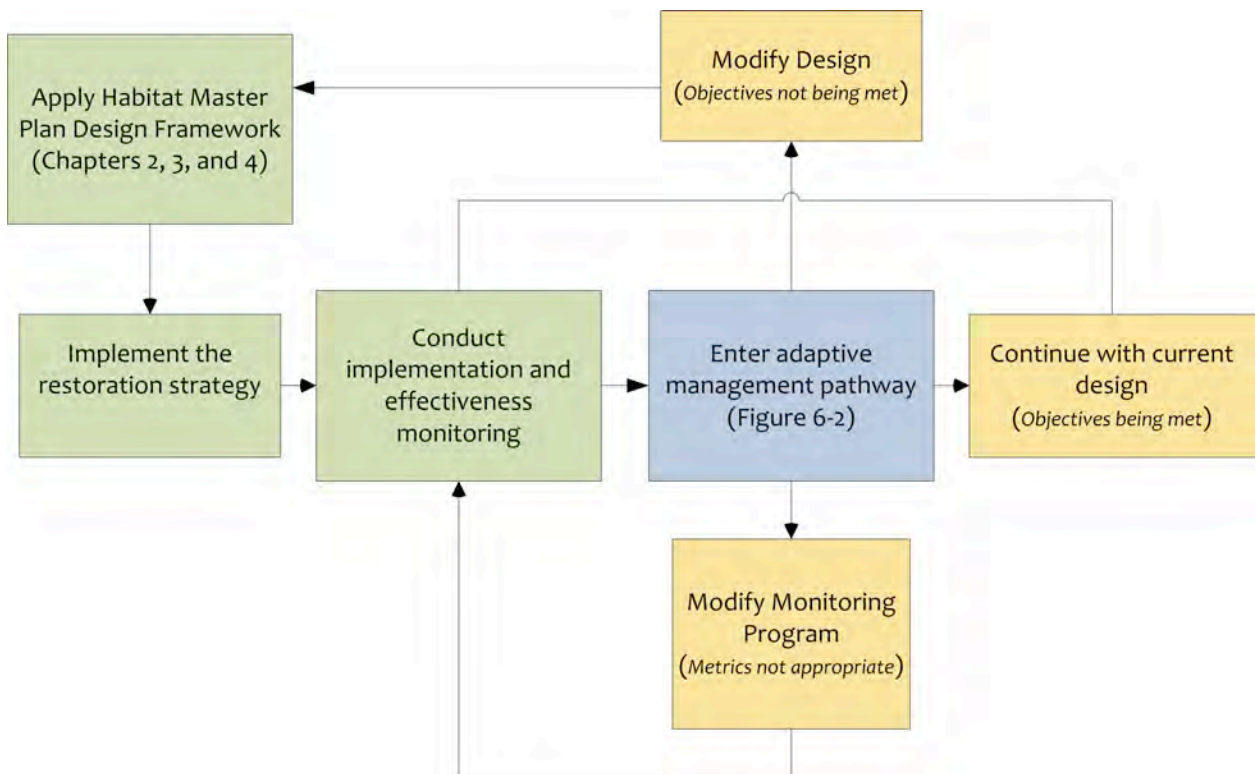 Modify Design
(Objectives not being met)
Apply Habitat Master
Plan Design Framework
(Chapters 2, 3, and 4)
Implement the
restoration strategy
Conduct
implementation and
effectiveness
monitoring
Enter adaptive
management pathway
(Figure 6-2)
Continue with current
design
(Objectives being met)
Modify Monitoring
Program
(Metrics not appropriate)